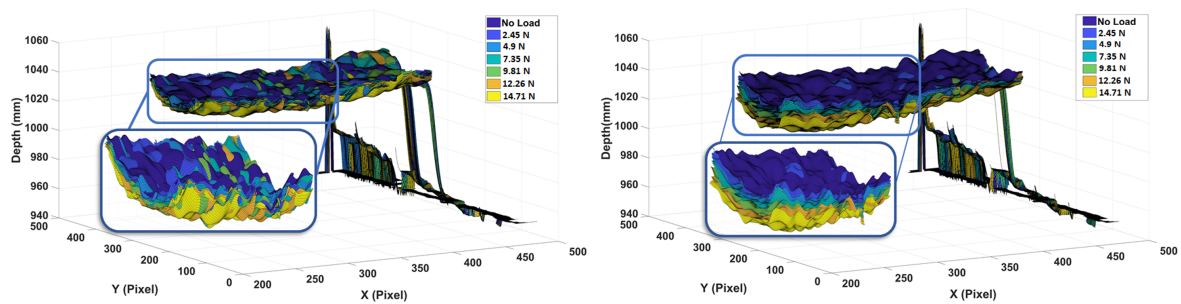 1060
1040
1020
1000
980
960
940
Depth (mm)
500
400
300
200
100
0
Y (Pixel)
200
250
300
350
400
450
500
X (Pixel)
No Load
2.45 N
4.9 N
7.35 N
9.81 N
12.26 N
14.71 N
1060
1040
1020
1000
980
960
940
Depth(mm)
500
400
300
200
100
0
Y (Pixel)
200
250
300
350
400
450
500
X (Pixel)
No Load
2.45 N
4.9 N
7.35 N
9.81 N
12.26 N
14.71 N